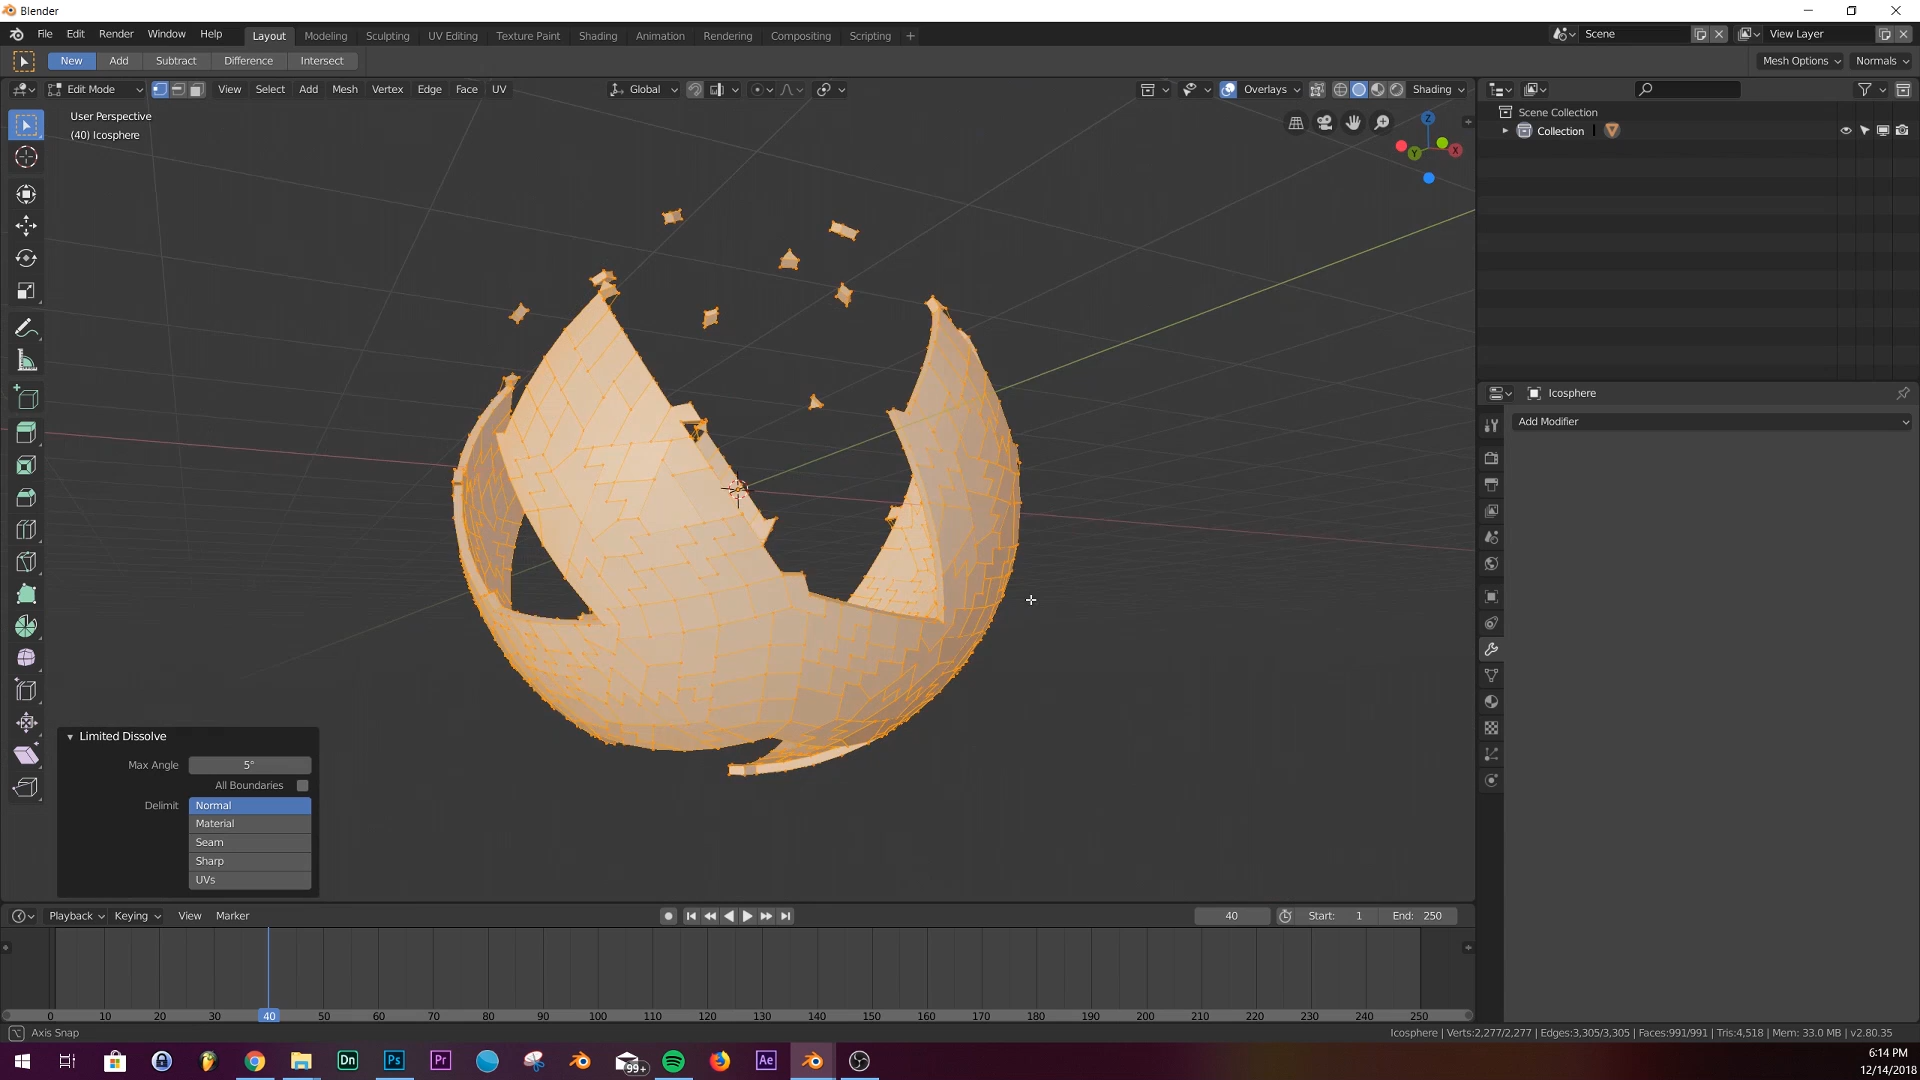 Blender
File Edit Render Window Help Layout Modeling Sculpting UV Editing Texture Paint Shading Animation Rendering Compositing Scripting Scene View Layer
New Add Subtract Difference Intersect Mesh Options Normals
Edit Mode View Select Add Mesh Vertex Edge Face UV Global Overlays Shading
User Perspective
(40) Icosphere
Z
X
Y
Scene Collection
Collection
Icosphere
Add Modifier
Limited Dissolve
Max Angle 5°
All Boundaries
Delimit Normal
Material
Seam
Sharp
UVs
Playback Keying View Marker 40 Start: 1 End: 250
0 10 20 30 40 50 60 70 80 90 100 110 120 130 140 150 160 170 180 190 200 210 220 230 240 250
Axis Snap Icosphere | Verts:2,277/2,277 | Edges:3,305/3,305 | Faces:991/991 | Tris:4,518 | Mem: 33.0 MB | v2.80.35
Dn Ps Pr 99+ Ae
6:14 PM
12/14/2018